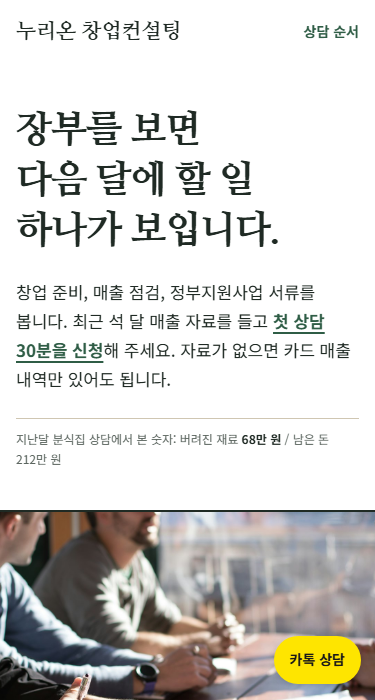 누리온 창업컨설팅
상담 순서
장부를 보면
다음 달에 할 일
하나가 보입니다.
창업 준비, 매출 점검, 정부지원사업 서류를
봅니다. 최근 석 달 매출 자료를 들고 첫 상담
30분을 신청해 주세요. 자료가 없으면 카드 매출
내역만 있어도 됩니다.
지난달 분식집 상담에서 본 숫자: 버려진 재료 68만 원 / 남은 돈
212만 원
카톡 상담